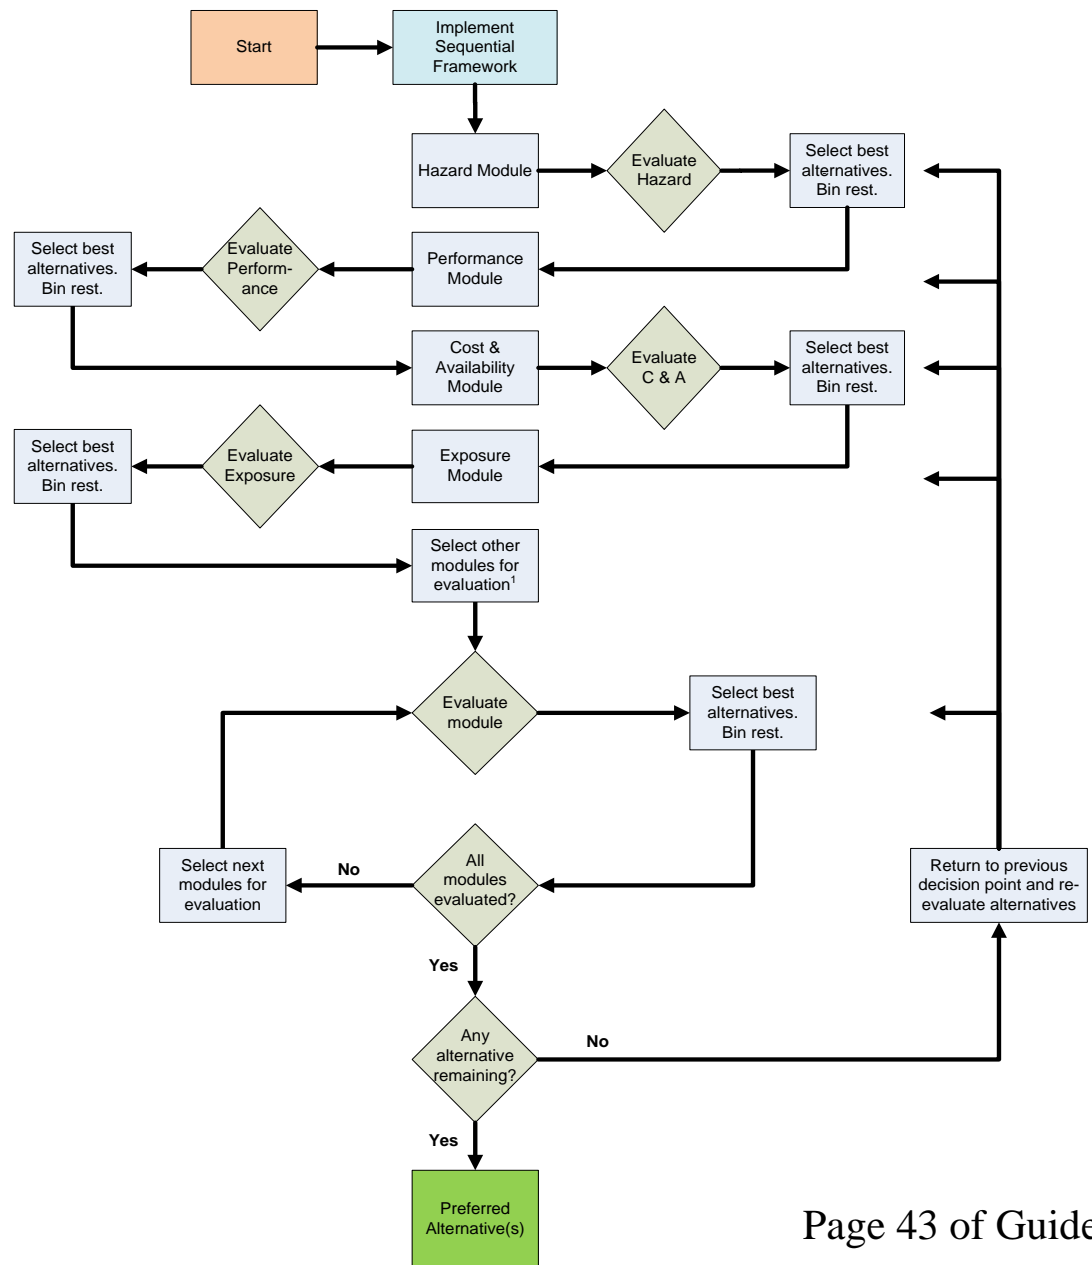 Start
Implement
Sequential
Framework
Hazard Module
Evaluate
Hazard
Select best
alternatives.
Bin rest.
Select best
alternatives.
Bin rest.
Evaluate
Perform-
ance
Performance
Module
Cost &
Availability
Module
Evaluate
C & A
Select best
alternatives.
Bin rest.
Select best
alternatives.
Bin rest.
Evaluate
Exposure
Exposure
Module
Select other
modules for
evaluation¹
Evaluate
module
Select best
alternatives.
Bin rest.
Select next
modules for
evaluation
No
All
modules
evaluated?
Return to previous
decision point and re-
evaluate alternatives
Yes
Any
alternative
remaining?
No
Yes
Preferred
Alternative(s)
Page 43 of Guide